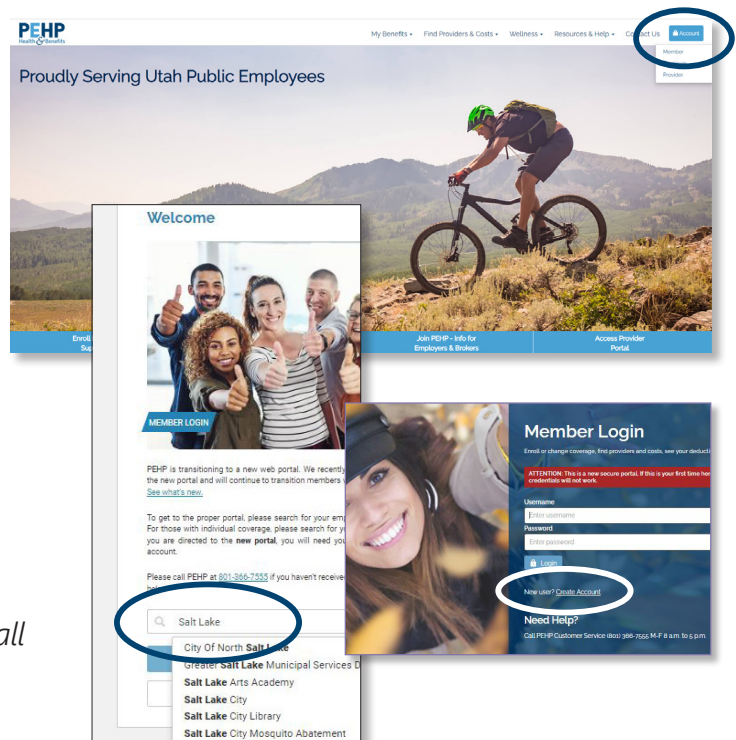 PEHP
Health & Benefits
My Benefits Find Providers & Costs Wellness Resources & Help Contact Us Account
Member
Provider
Proudly Serving Utah Public Employees
Enroll
Join PEHP - Info for
Employers & Brokers
Access Provider
Portal
Welcome
MEMBER LOGIN
PEHP is transitioning to a new web portal. We recently
the new portal and will continue to transition members
See what's new.
To get to the proper portal, please search for your
For those with individual coverage, please search for
you are directed to the new portal, you will need
account.
Please call PEHP at 801-366-7555 if you haven't
Salt Lake
City Of North Salt Lake
Greater Salt Lake Municipal Services D
Salt Lake Arts Academy
Salt Lake City
Salt Lake City Library
Salt Lake City Mosquito Abatement
Member Login
Enroll or change coverage, find providers and costs, see your
ATTENTION: This is a new secure portal. If this is your first time
credentials will not work.
Username
Enter username
Password
Enter password
Login
New user? Create Account
Need Help?
Call PEHP Customer Service (801) 366-7555 M-F 8 a.m. to 5 p.m.
all